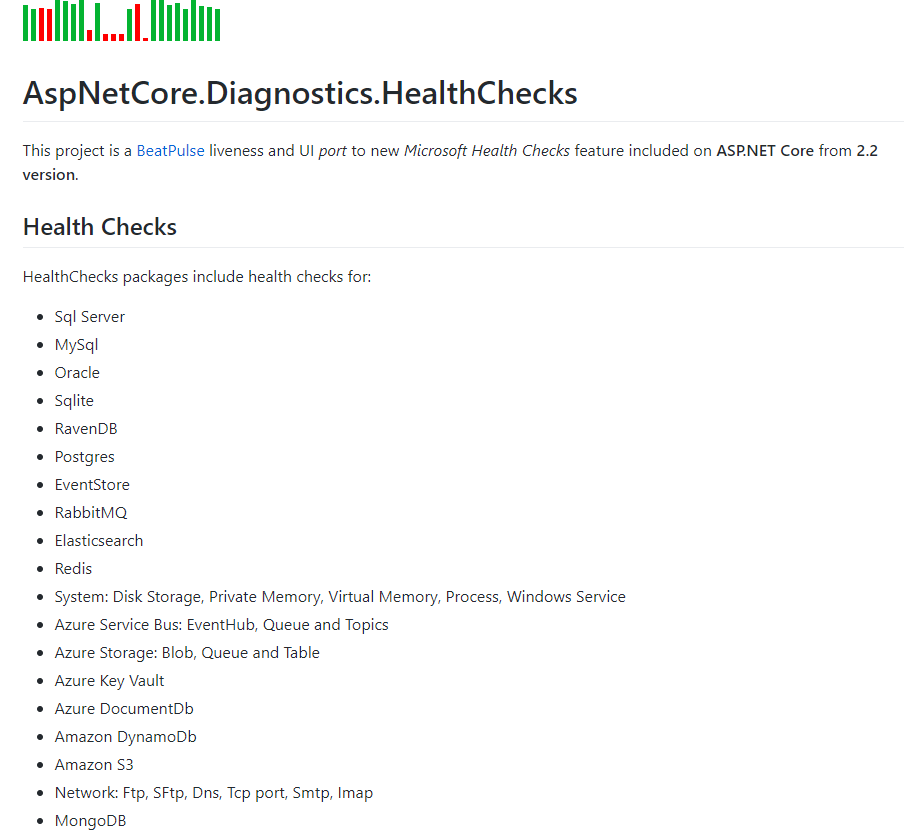 AspNetCore.Diagnostics.HealthChecks
This project is a BeatPulse liveness and UI port to new Microsoft Health Checks feature included on ASP.NET Core from 2.2
version.
Health Checks
HealthChecks packages include health checks for:
Sql Server
MySql
Oracle
Sqlite
RavenDB
Postgres
EventStore
RabbitMQ
Elasticsearch
Redis
System: Disk Storage, Private Memory, Virtual Memory, Process, Windows Service
Azure Service Bus: EventHub, Queue and Topics
Azure Storage: Blob, Queue and Table
Azure Key Vault
Azure DocumentDb
Amazon DynamoDb
Amazon S3
Network: Ftp, SFtp, Dns, Tcp port, Smtp, Imap
MongoDB